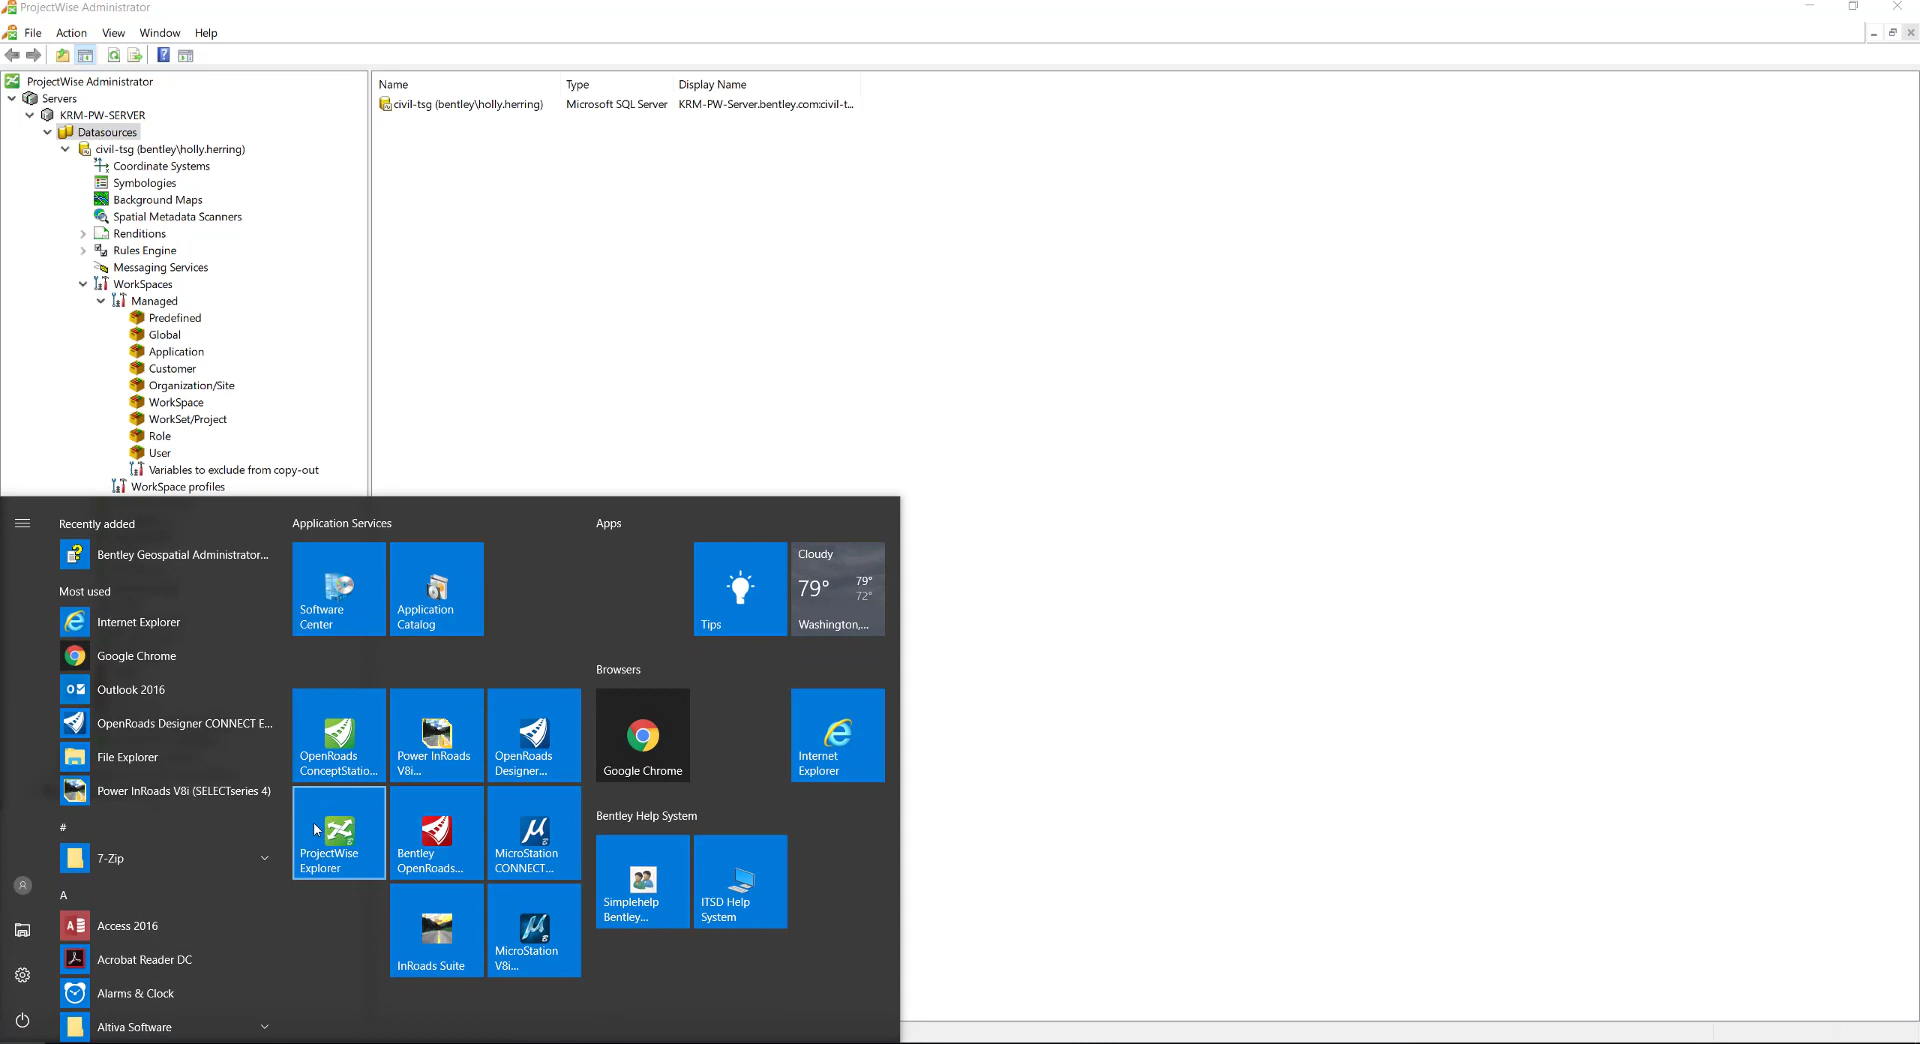 ProjectWise Administrator
File Action View Window Help
ProjectWise Administrator
Servers
KRM-PW-SERVER
Datasources
civil-tsg (bentley\holly.herring)
Coordinate Systems
Symbologies
Background Maps
Spatial Metadata Scanners
Renditions
Rules Engine
Messaging Services
WorkSpaces
Managed
Predefined
Global
Application
Customer
Organization/Site
WorkSpace
WorkSet/Project
Role
User
Variables to exclude from copy-out
WorkSpace profiles
Name Type Display Name
civil-tsg (bentley\holly.herring) Microsoft SQL Server KRM-PW-Server.bentley.com:civil-t...
Recently added
Bentley Geospatial Administrator...
Most used
Internet Explorer
Google Chrome
Outlook 2016
OpenRoads Designer CONNECT E...
File Explorer
Power InRoads V8i (SELECTseries 4)
#
7-Zip
A
Access 2016
Acrobat Reader DC
Alarms & Clock
Altiva Software
Application Services
Software
Center
Application
Catalog
OpenRoads
ConceptStatio...
Power InRoads
V8i...
OpenRoads
Designer...
ProjectWise
Explorer
Bentley
OpenRoads...
MicroStation
CONNECT...
InRoads Suite
MicroStation
V8i...
Apps
Tips
Cloudy
79° 79°
72°
Washington,...
Browsers
Google Chrome
Internet
Explorer
Bentley Help System
Simplehelp
Bentley...
ITSD Help
System